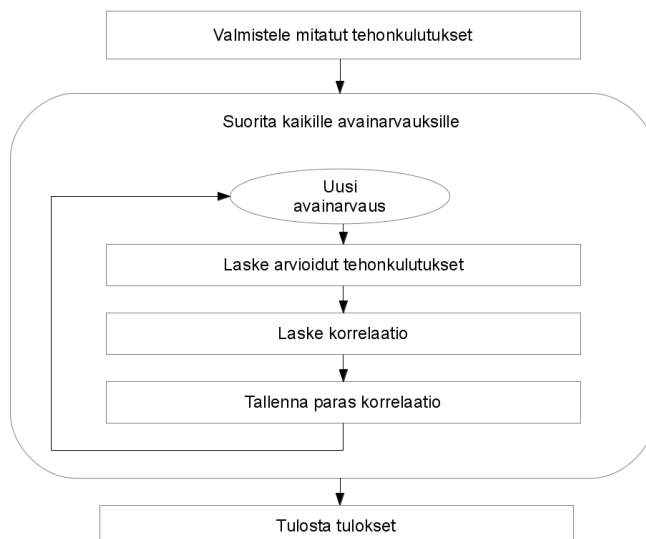 Valmistele mitatut tehonkulutukset
Suorita kaikille avainarvauksille
Uusi
avainarvaus
Laske arvioidut tehonkulutukset
Laske korrelaatio
Tallenna paras korrelaatio
Tulosta tulokset